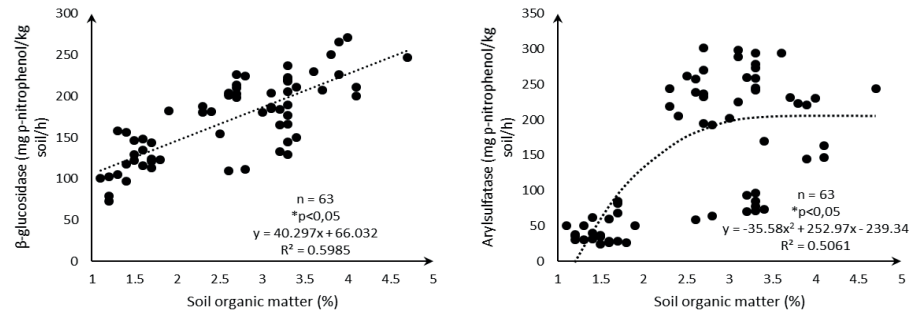 β-glucosidase (mg p-nitrophenol/kg
soil/h)
300
250
200
150
100
50
0
n = 63
*p<0,05
y = 40.297x + 66.032
R² = 0.5985
1 1.5 2 2.5 3 3.5 4 4.5 5
Soil organic matter (%)
Arylsulfatase (mg p-nitrophenol/kg
soil/h)
350
300
250
200
150
100
50
0
n = 63
*p<0,05
y = -35.58x² + 252.97x - 239.34
R² = 0.5061
1 1.5 2 2.5 3 3.5 4 4.5 5
Soil organic matter (%)